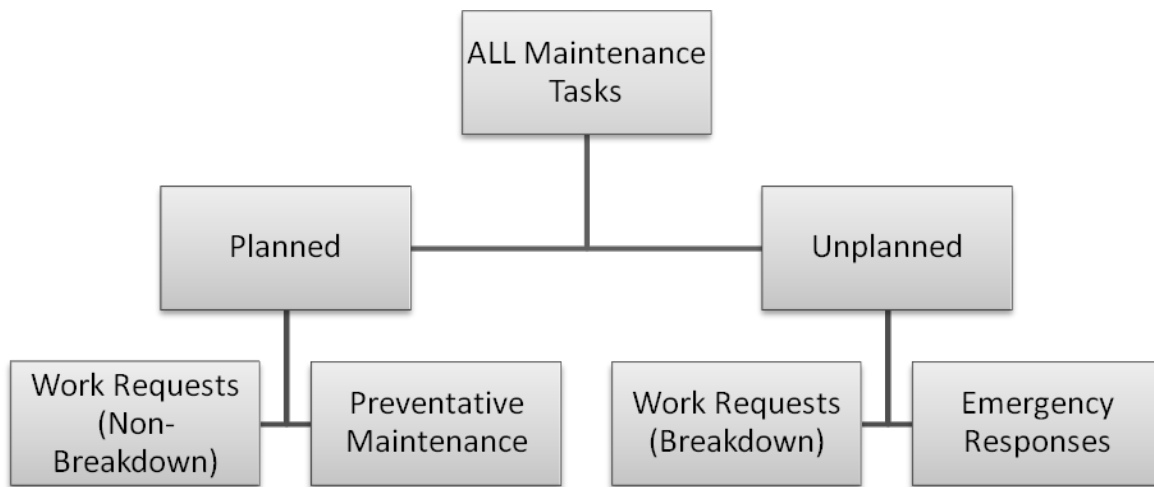 ALL Maintenance
Tasks
Planned
Unplanned
Work Requests
(Non-
Breakdown)
Preventative
Maintenance
Work Requests
(Breakdown)
Emergency
Responses